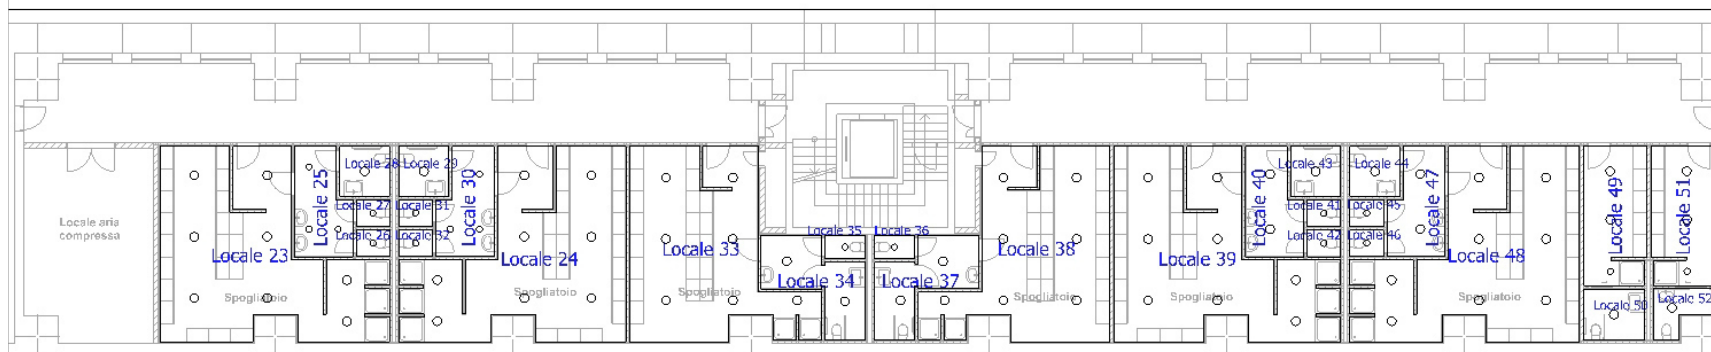 Locale 28
Locale 29
Locale 43
Locale 44
Locale 25
Locale 30
Locale 40
Locale 47
Locale 49
Locale 51
Locale 27
Locale 31
Locale 41
Locale 45
Locale aria
compressa
Locale 26
Locale 32
Locale 35
Locale 36
Locale 42
Locale 46
Locale 23
Locale 24
Locale 33
Locale 38
Locale 39
Locale 48
Locale 34
Locale 37
Spogliatoio
Spogliatoio
Spogliatoio
Spogliatoio
Spogliatoio
Spogliatoio
Locale 50
Locale 52